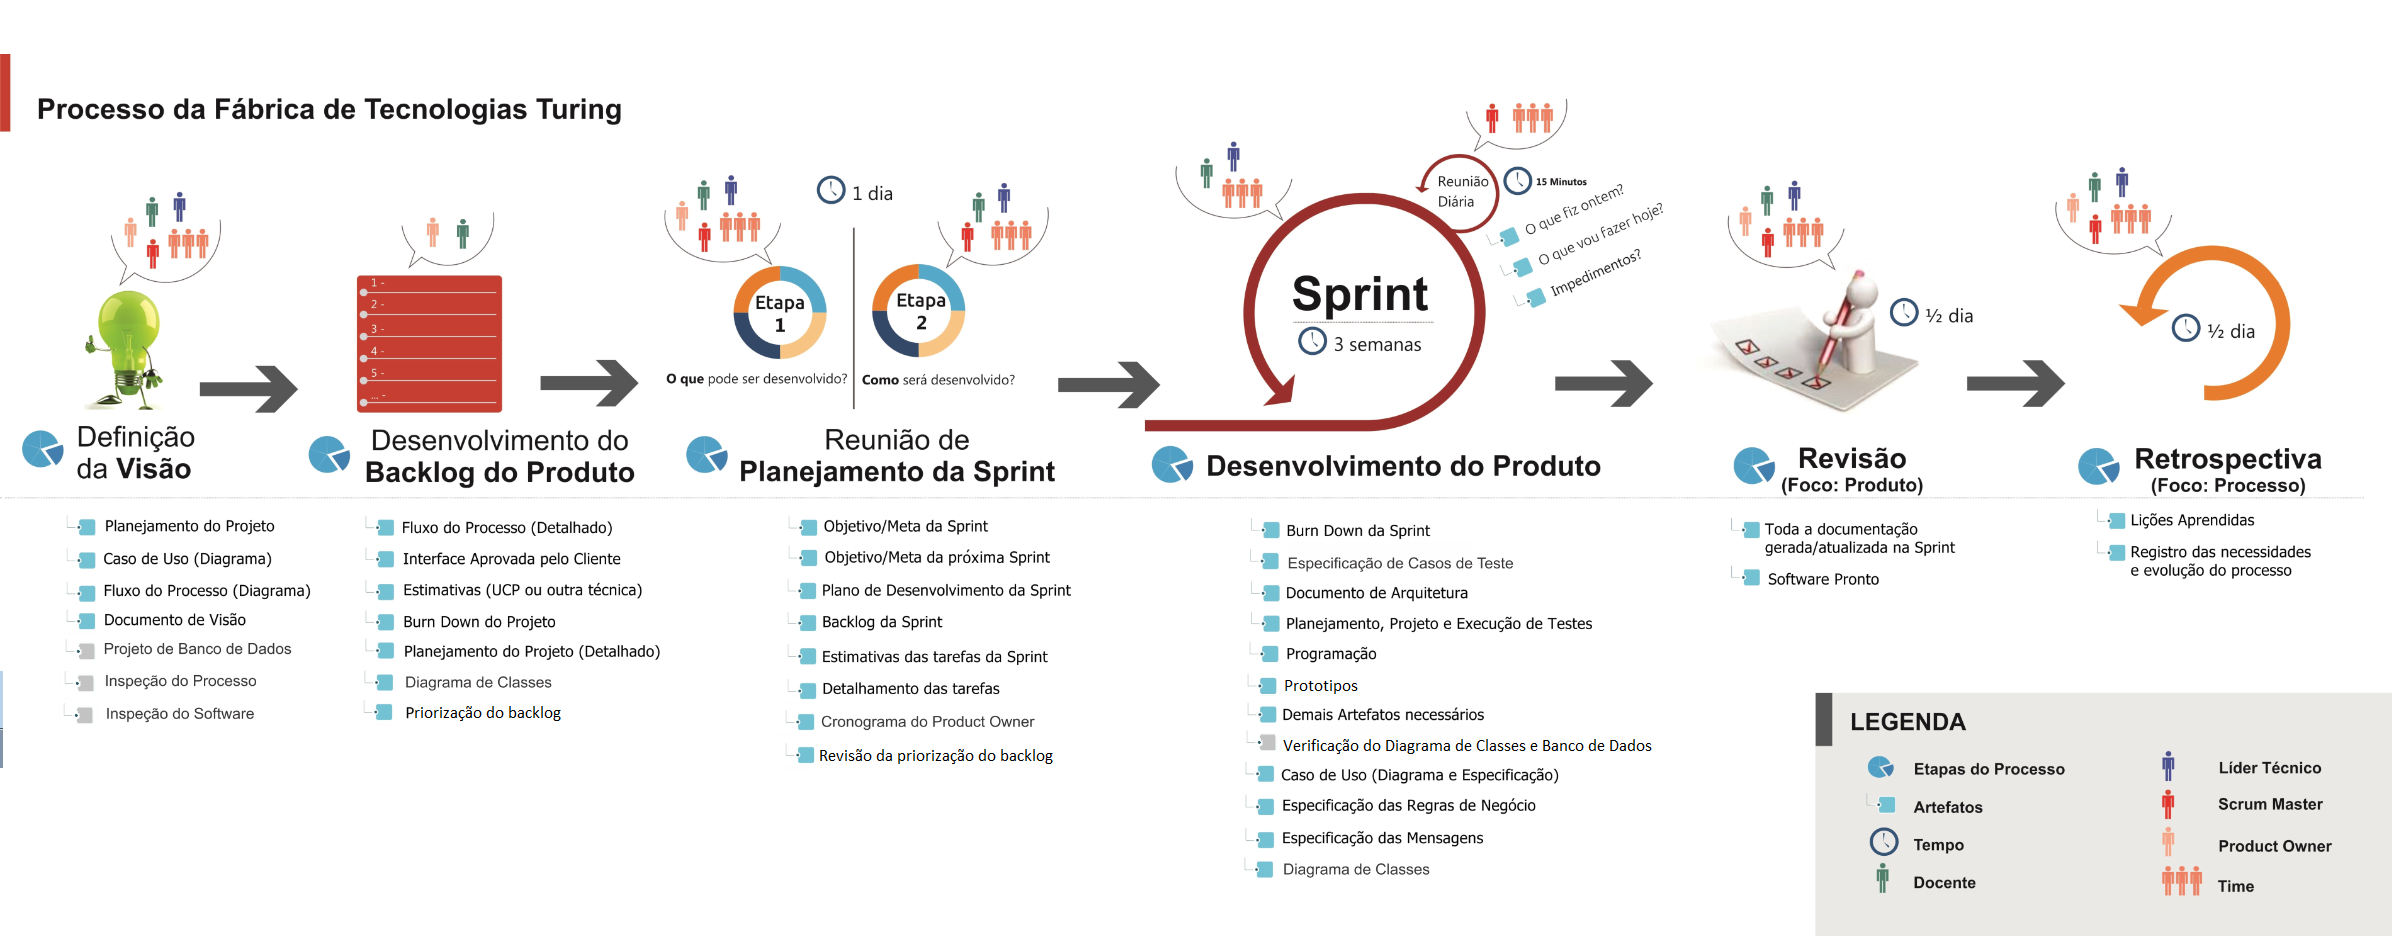 Processo da Fábrica de Tecnologias Turing
1 -
2 -
3 -
4 -
5 -
... -
Definição
da Visão
Planejamento do Projeto
Caso de Uso (Diagrama)
Fluxo do Processo (Diagrama)
Documento de Visão
Projeto de Banco de Dados
Inspeção do Processo
Inspeção do Software
Desenvolvimento do
Backlog do Produto
Fluxo do Processo (Detalhado)
Interface Aprovada pelo Cliente
Estimativas (UCP ou outra técnica)
Burn Down do Projeto
Planejamento do Projeto (Detalhado)
Diagrama de Classes
Priorização do backlog
1 dia
Etapa
1
O que pode ser desenvolvido?
Etapa
2
Como será desenvolvido?
Reunião de
Planejamento da Sprint
Objetivo/Meta da Sprint
Objetivo/Meta da próxima Sprint
Plano de Desenvolvimento da Sprint
Backlog da Sprint
Estimativas das tarefas da Sprint
Detalhamento das tarefas
Cronograma do Product Owner
Revisão da priorização do backlog
Reunião
Diária
15 Minutos
O que fiz ontem?
O que vou fazer hoje?
Impedimentos?
Sprint
3 semanas
Desenvolvimento do Produto
Burn Down da Sprint
Especificação de Casos de Teste
Documento de Arquitetura
Planejamento, Projeto e Execução de Testes
Programação
Prototipos
Demais Artefatos necessários
Verificação do Diagrama de Classes e Banco de Dados
Caso de Uso (Diagrama e Especificação)
Especificação das Regras de Negócio
Especificação das Mensagens
Diagrama de Classes
½ dia
Revisão
(Foco: Produto)
Toda a documentação
gerada/atualizada na Sprint
Software Pronto
½ dia
Retrospectiva
(Foco: Processo)
Lições Aprendidas
Registro das necessidades
e evolução do processo
LEGENDA
Etapas do Processo
Artefatos
Tempo
Docente
Líder Técnico
Scrum Master
Product Owner
Time